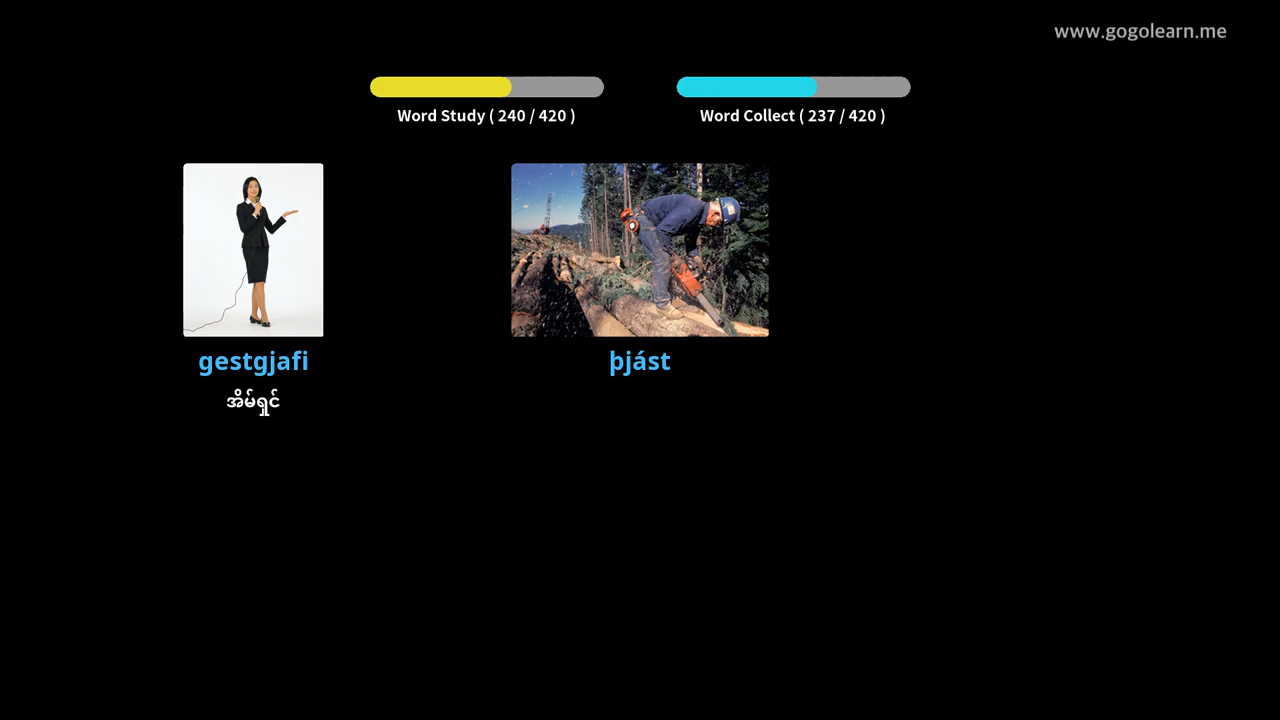 www.gogolearn.me
Word Study ( 240 / 420 )
Word Collect ( 237 / 420 )
gestgjafi
þjást
အိမ်ရှင်